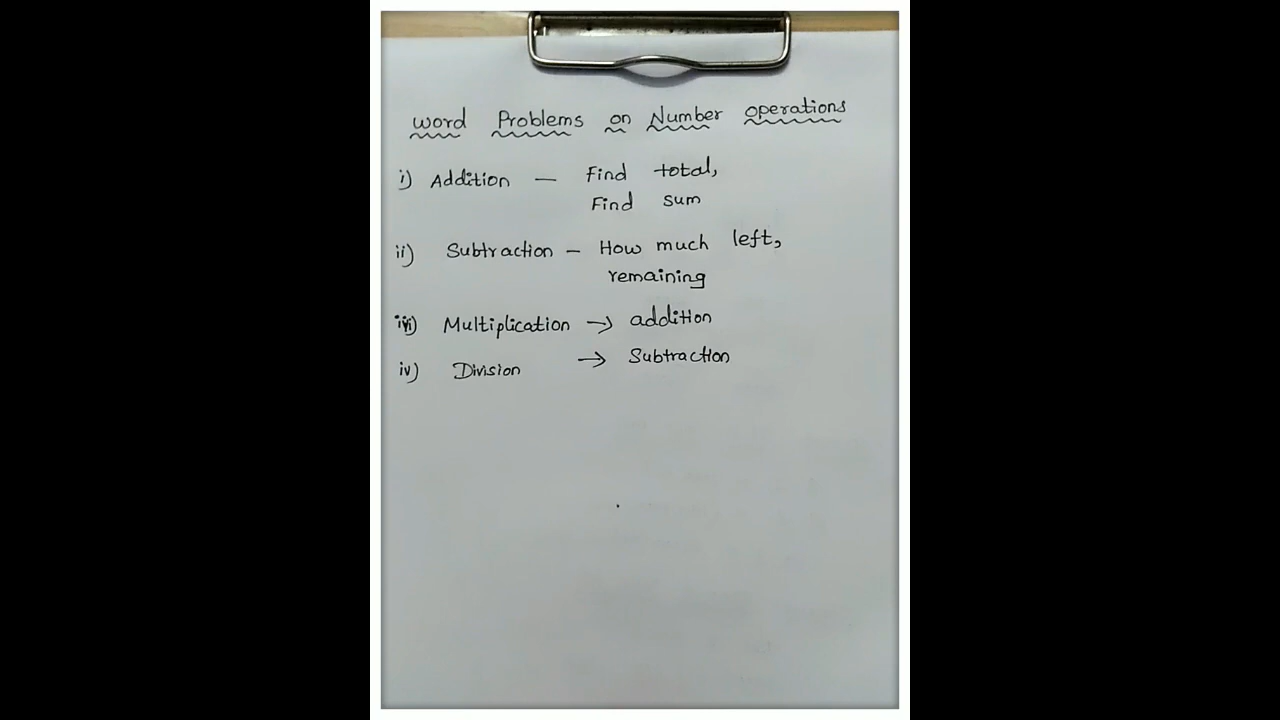 word Problems on Number operations
i) Addition — Find total,
Find sum
ii) Subtraction – How much left,
remaining
iii) Multiplication → addition
iv) Division → Subtraction